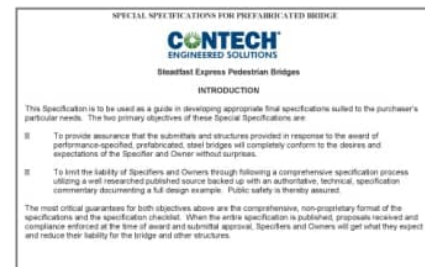 SPECIAL SPECIFICATIONS FOR PREFABRICATED BRIDGE
CONTECH
ENGINEERED SOLUTIONS
Steadfast Express Pedestrian Bridges
INTRODUCTION
This Specification is to be used as a guide in developing appropriate final specifications suited to the purchaser's
particular needs. The two primary objectives of these Special Specifications are:
To provide assurance that the submittals and structures provided in response to the award of
performance-specified, prefabricated, steel bridges will completely conform to the desires and
expectations of the Specifier and Owner without surprises.
To limit the liability of Specifiers and Owners through following a comprehensive specification process
utilizing a well researched published source backed up with an authoritative, technical, specification
commentary documenting a full design example. Public safety is thereby assured.
The most critical guarantees for both objectives above are the comprehensive, non-proprietary format of the
specifications and the specification checklist. When the entire specification is published, proposals received and
compliance enforced at the time of award and submittal approval, Specifiers and Owners will get what they expect
and reduce their liability for the bridge and other structures.